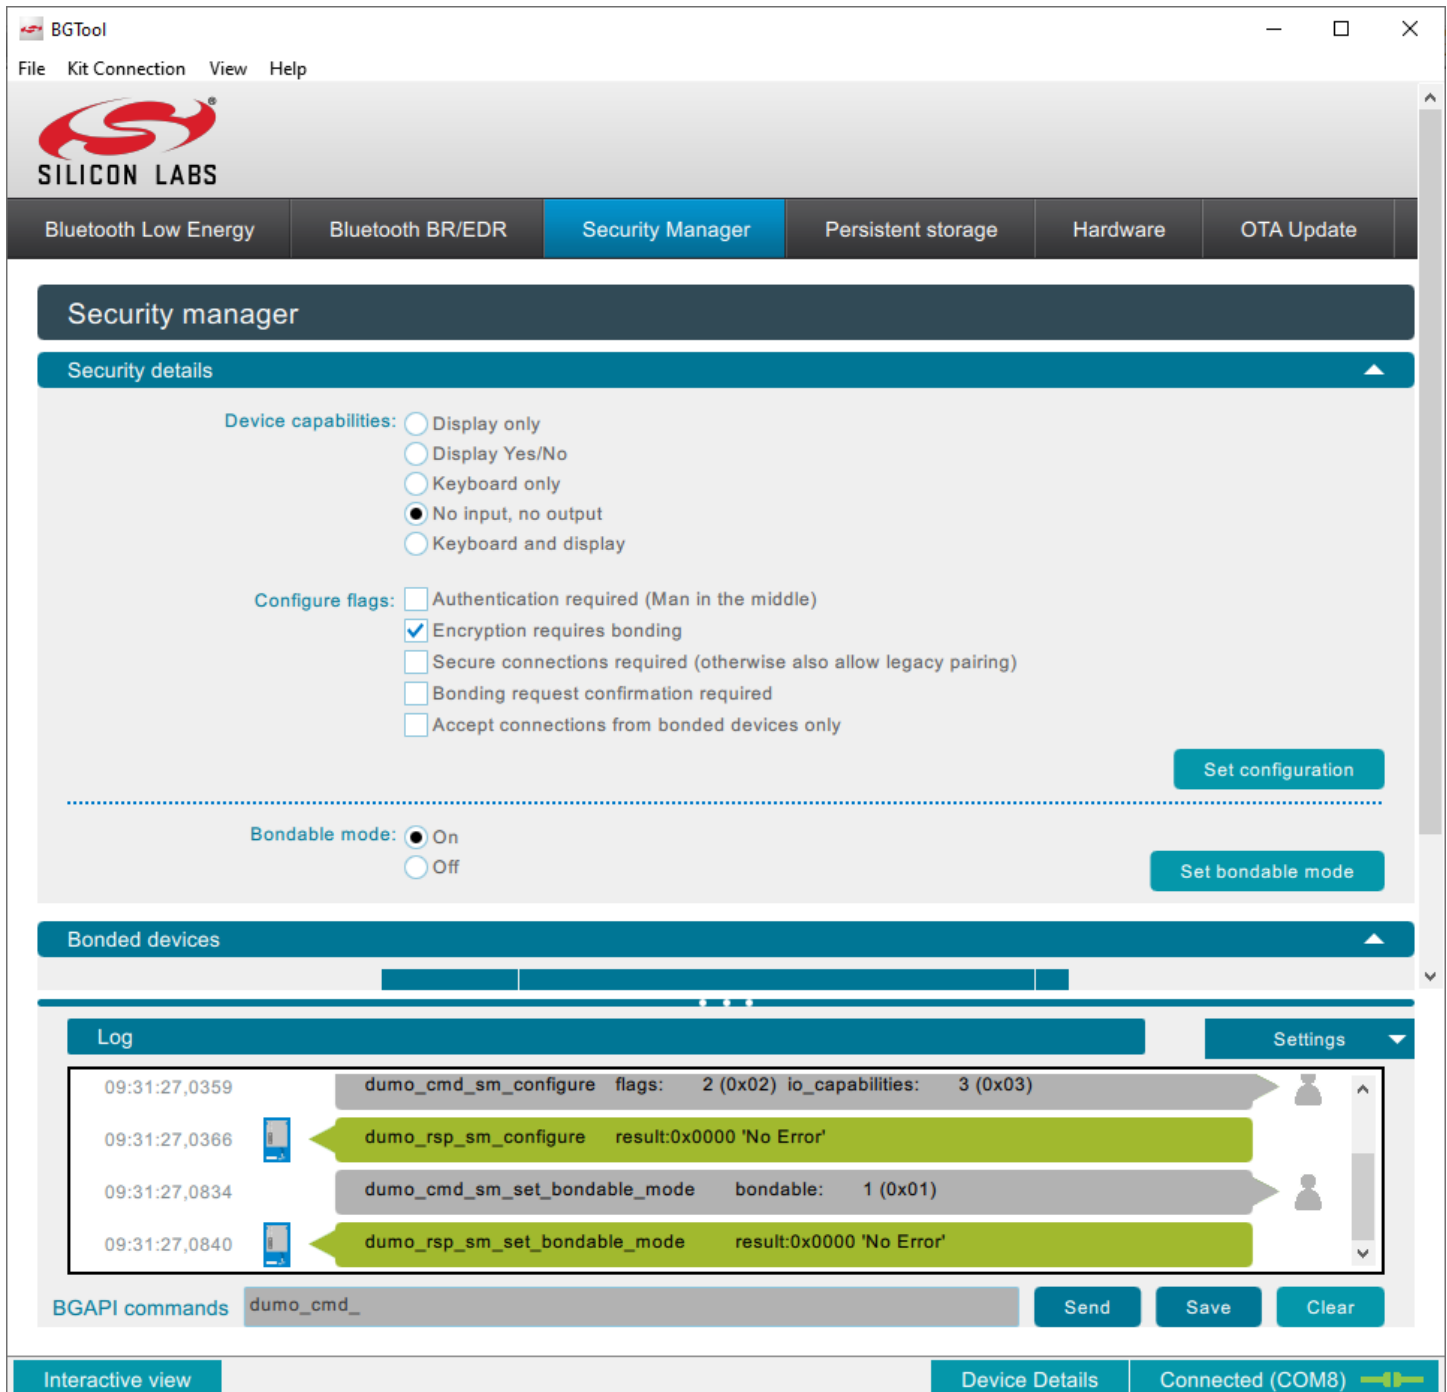 BGTool
File Kit Connection View Help
SILICON LABS
Bluetooth Low Energy Bluetooth BR/EDR Security Manager Persistent storage Hardware OTA Update
Security manager
Security details
Device capabilities: Display only
Display Yes/No
Keyboard only
No input, no output
Keyboard and display
Configure flags: Authentication required (Man in the middle)
Encryption requires bonding
Secure connections required (otherwise also allow legacy pairing)
Bonding request confirmation required
Accept connections from bonded devices only
Set configuration
Bondable mode: On
Off
Set bondable mode
Bonded devices
Log Settings
09:31:27,0359 dumo_cmd_sm_configure flags: 2 (0x02) io_capabilities: 3 (0x03)
09:31:27,0366 dumo_rsp_sm_configure result:0x0000 'No Error'
09:31:27,0834 dumo_cmd_sm_set_bondable_mode bondable: 1 (0x01)
09:31:27,0840 dumo_rsp_sm_set_bondable_mode result:0x0000 'No Error'
BGAPI commands dumo_cmd_ Send Save Clear
Interactive view Device Details Connected (COM8)